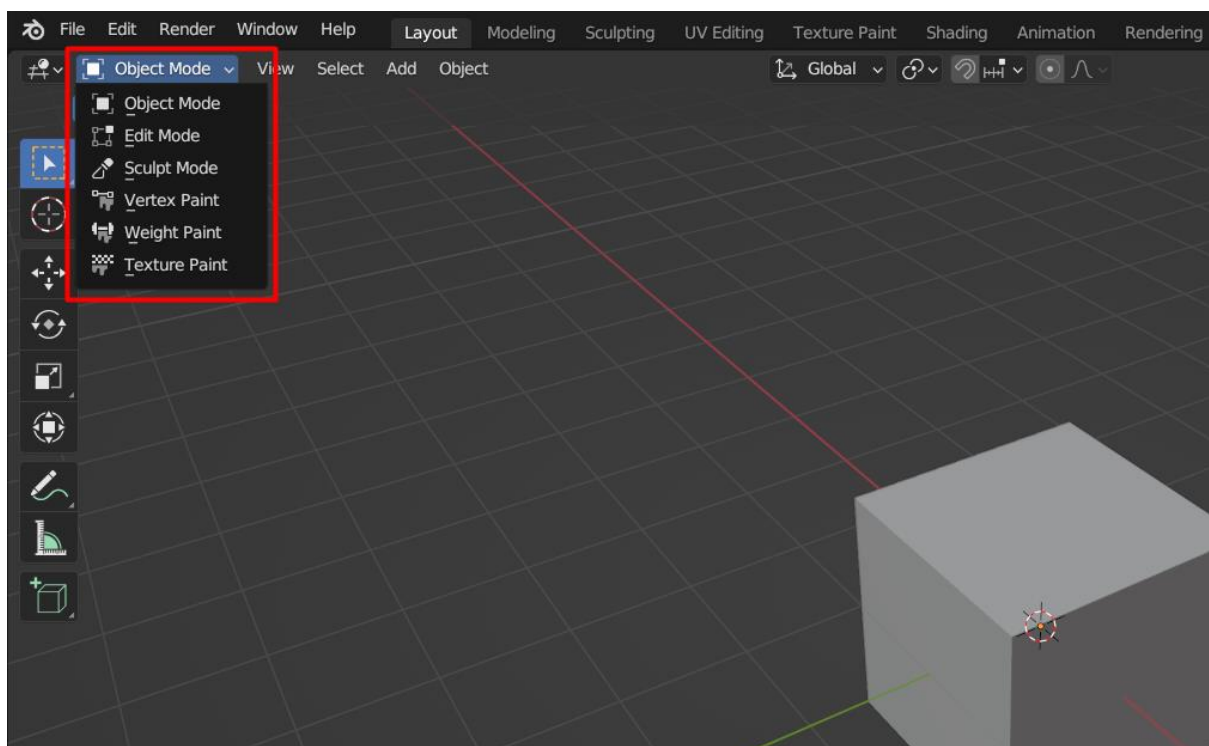 File Edit Render Window Help Layout Modeling Sculpting UV Editing Texture Paint Shading Animation Rendering
Object Mode View Select Add Object Global
Object Mode
Edit Mode
Sculpt Mode
Vertex Paint
Weight Paint
Texture Paint